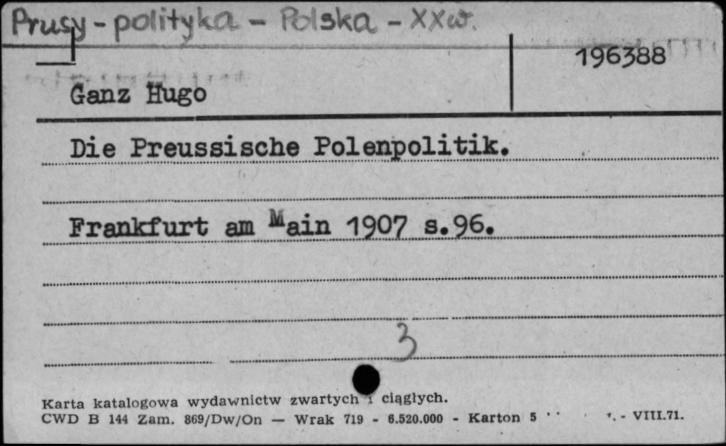 Prusy - polityka - Polska - XXw.
196388
Ganz Hugo
Die Preussische Polenpolitik.
Frankfurt am Main 1907 s.96.
3
Karta katalogowa wydawnictw zwartych i ciągłych.
CWD B 144 Zam. 869/Dw/On — Wrak 719 - 6.520.000 - Karton 5 - VIII.71.